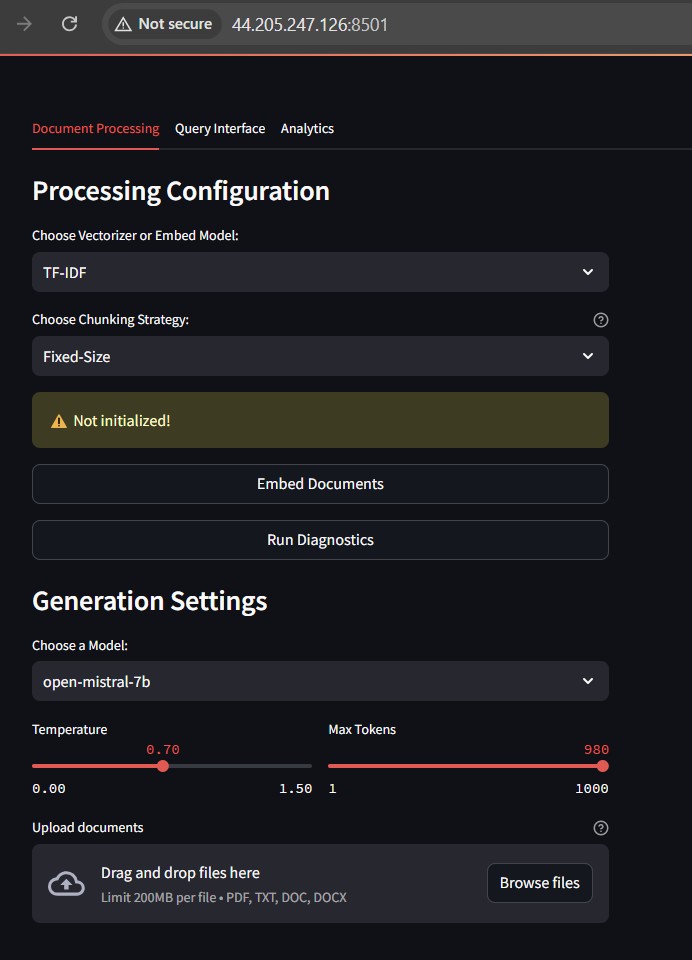 Not secure 44.205.247.126:8501
Document Processing Query Interface Analytics
Processing Configuration
Choose Vectorizer or Embed Model:
TF-IDF
Choose Chunking Strategy:
Fixed-Size
Not initialized!
Embed Documents
Run Diagnostics
Generation Settings
Choose a Model:
open-mistral-7b
Temperature Max Tokens
0.70 980
0.00 1.50 1 1000
Upload documents
Drag and drop files here
Limit 200MB per file • PDF, TXT, DOC, DOCX
Browse files